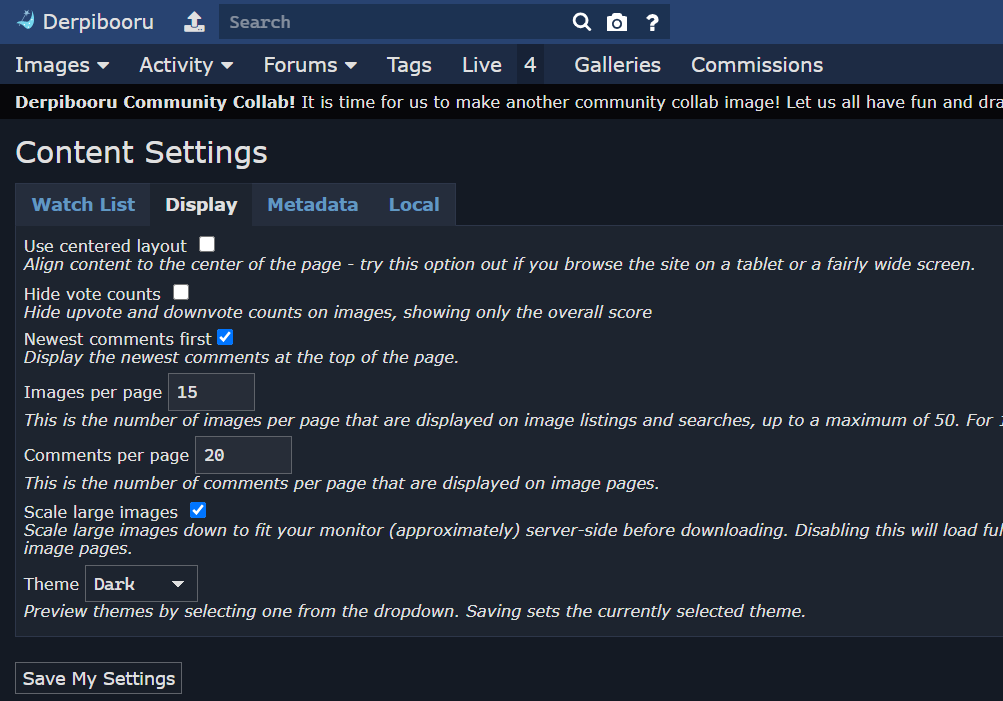 Derpibooru Search ?
Images Activity Forums Tags Live 4 Galleries Commissions
Derpibooru Community Collab! It is time for us to make another community collab image! Let us all have fun and dra
Content Settings
Watch List Display Metadata Local
Use centered layout
Align content to the center of the page - try this option out if you browse the site on a tablet or a fairly wide screen.
Hide vote counts
Hide upvote and downvote counts on images, showing only the overall score
Newest comments first
Display the newest comments at the top of the page.
Images per page 15
This is the number of images per page that are displayed on image listings and searches, up to a maximum of 50. For
Comments per page 20
This is the number of comments per page that are displayed on image pages.
Scale large images
Scale large images down to fit your monitor (approximately) server-side before downloading. Disabling this will load ful
image pages.
Theme Dark
Preview themes by selecting one from the dropdown. Saving sets the currently selected theme.
Save My Settings